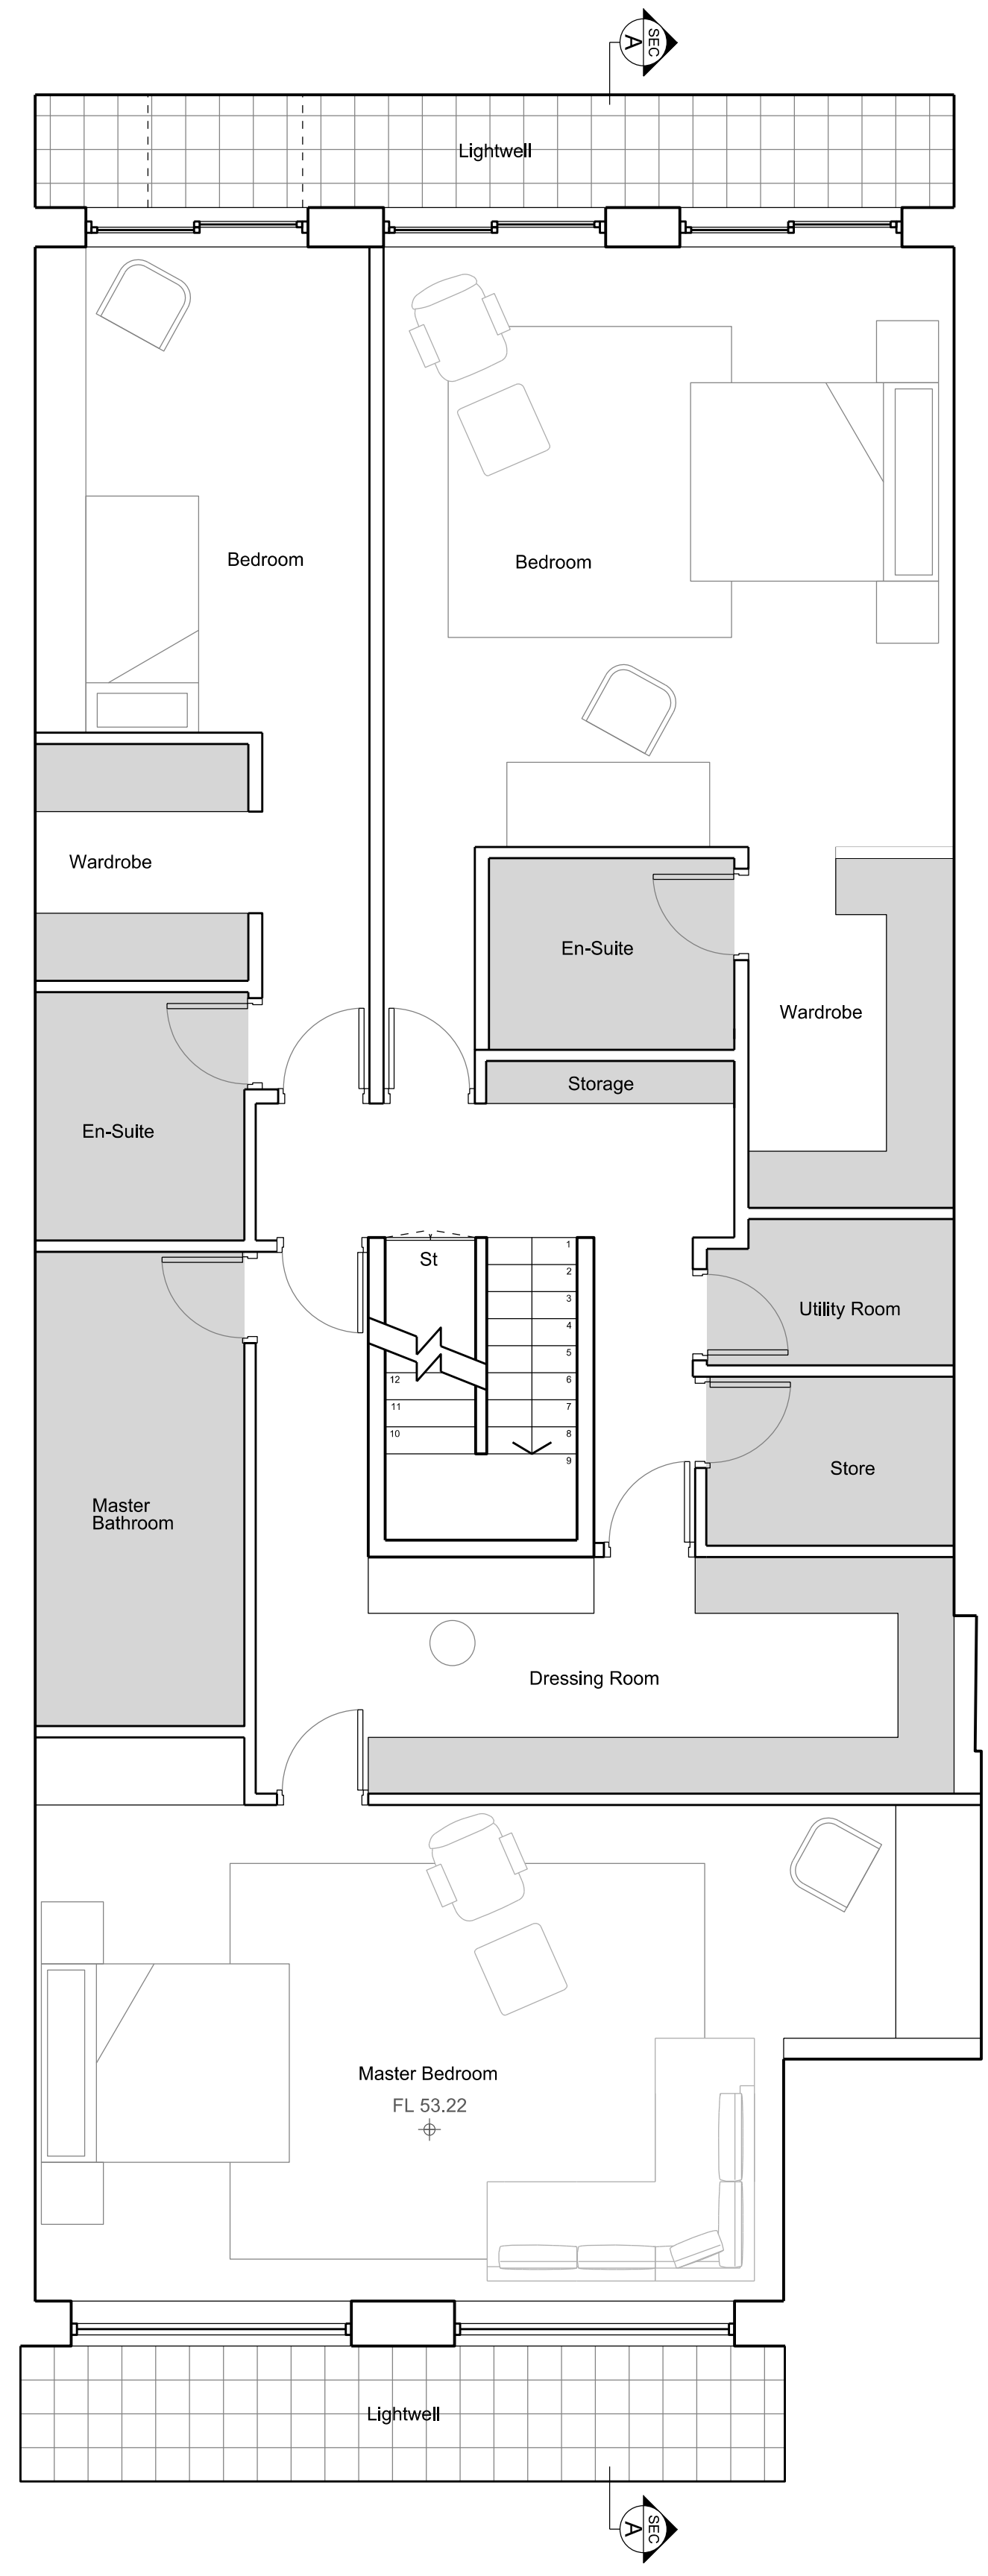 SEC
A
Lightwell
Bedroom
Bedroom
Wardrobe
En-Suite
Wardrobe
Storage
En-Suite
St
1
2
3
4
5
6
7
8
9
12
11
10
Utility Room
Store
Master
Bathroom
Dressing Room
Master Bedroom
FL 53.22
Lightwell
SEC
A